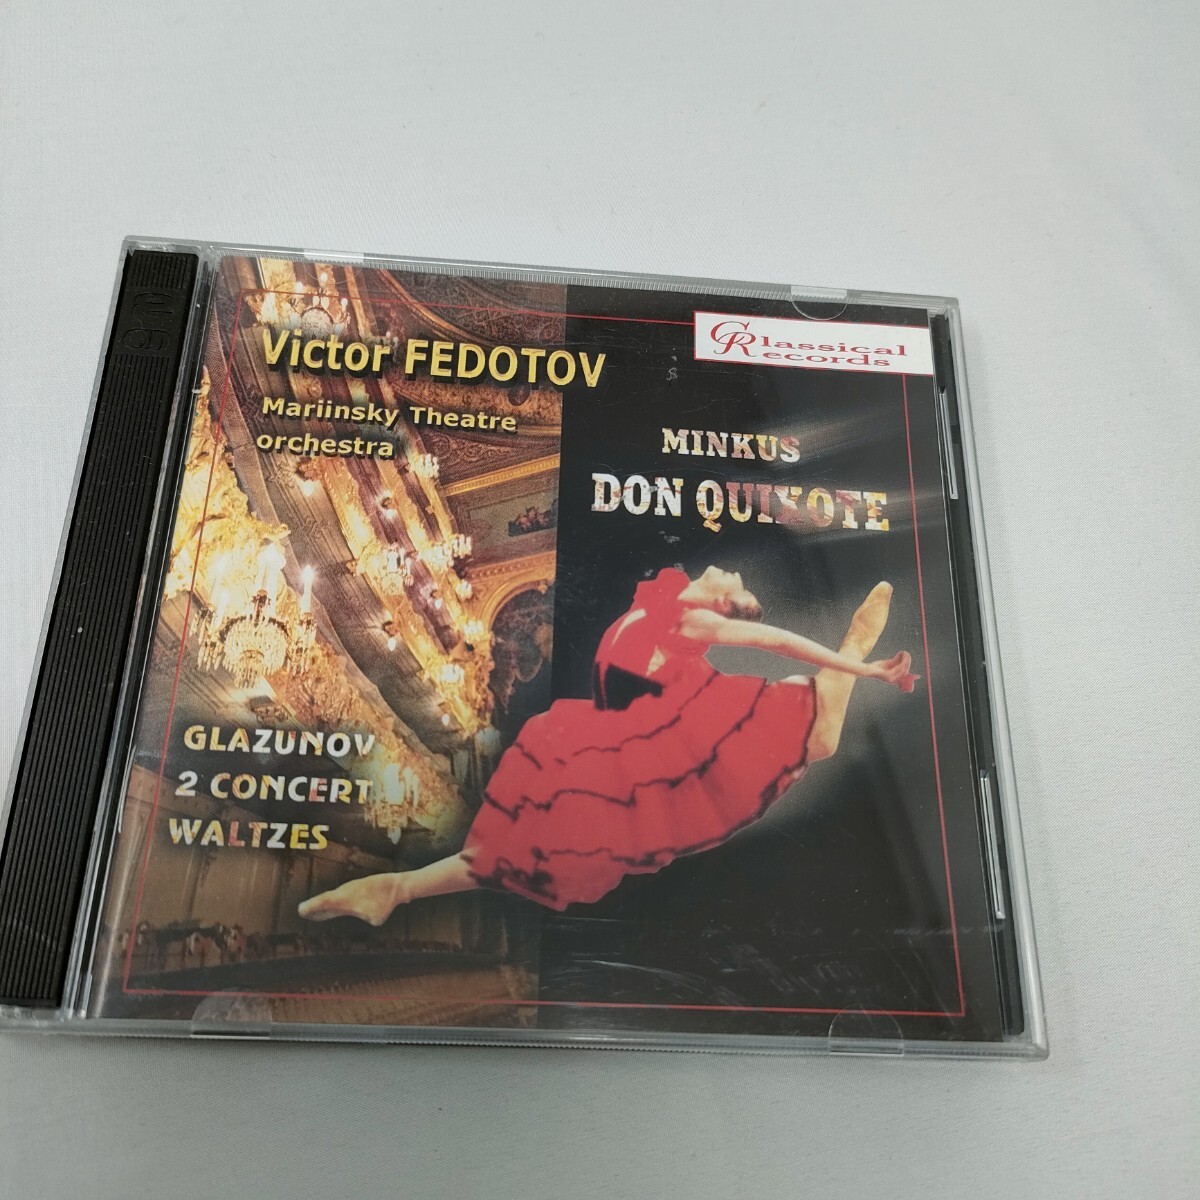 Victor FEDOTOV
Mariinsky Theatre
orchestra
Classical
Records
MINKUS
DON QUIXOTE
GLAZUNOV
2 CONCERT
WALTZES